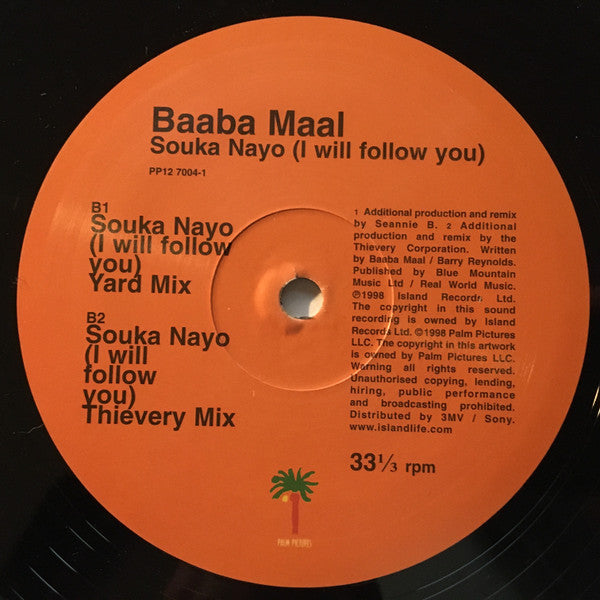 Baaba Maal
Souka Nayo (I will follow you)
PP12 7004-1
B1
Souka Nayo
(I will follow
you)
Yard Mix
B2
Souka Nayo
(I will
follow
you)
Thievery Mix
1 Additional production and remix
by Seannie B. 2 Additional
production and remix by the
Thievery Corporation. Written
by Baaba Maal / Barry Reynolds.
Published by Blue Mountain
Music Ltd / Real World Music.
℗1998 Island Records Ltd.
The copyright in this sound
recording is owned by Island
Records Ltd. ©1998 Palm Pictures
LLC. The copyright in this artwork
is owned by Palm Pictures LLC.
Warning all rights reserved.
Unauthorised copying, lending,
hiring, public performance
and broadcasting prohibited.
Distributed by 3MV / Sony.
www.islandlife.com
33⅓ rpm
PALM PICTURES